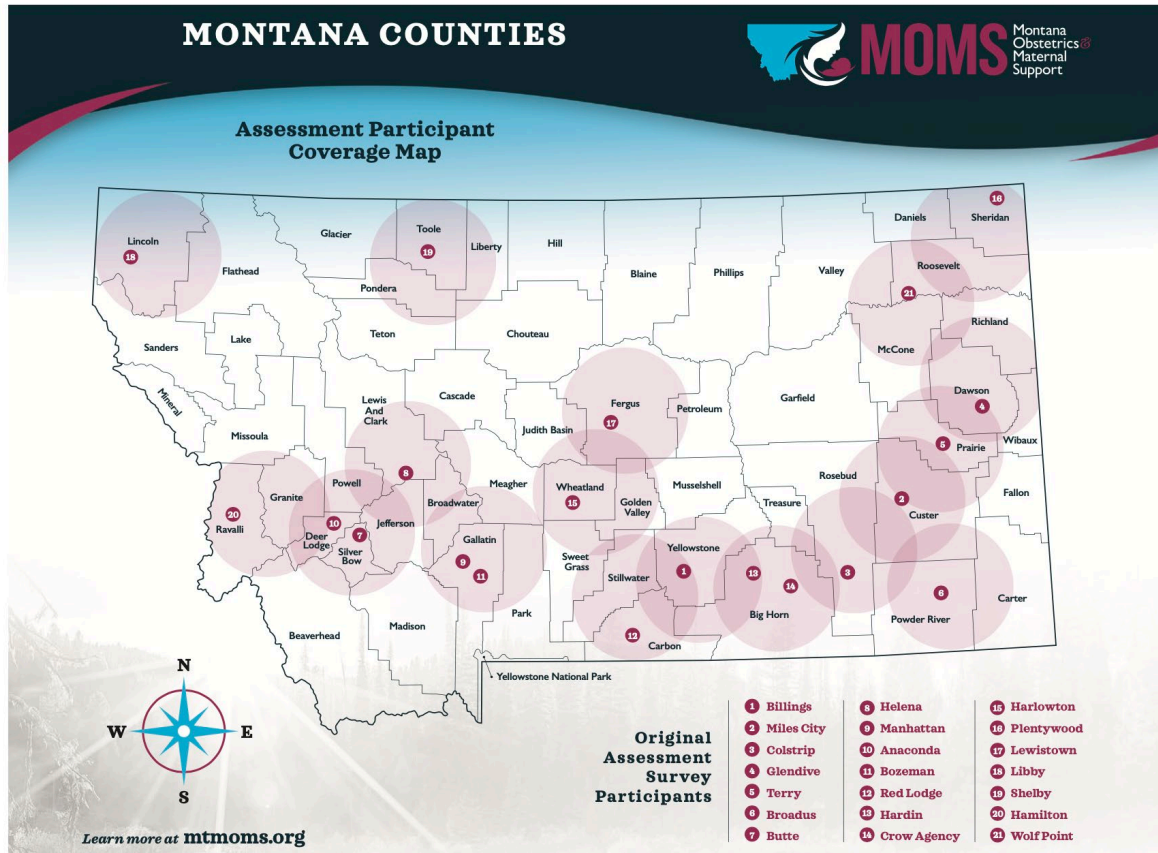 MONTANA COUNTIES
MOMS
Montana
Obstetrics &
Maternal
Support
Assessment Participant
Coverage Map
Lincoln
18
Flathead
Glacier
Toole
19
Liberty
Hill
Blaine
Phillips
Valley
Daniels
Sheridan
16
Roosevelt
21
Pondera
Teton
Chouteau
Richland
McCone
Sanders
Lake
Mineral
Missoula
Lewis
And
Clark
Cascade
Judith Basin
Fergus
17
Petroleum
Garfield
Dawson
4
Prairie
5
Wibaux
Powell
8
Broadwater
Meagher
Wheatland
15
Golden
Valley
Musselshell
Treasure
Rosebud
2
Custer
Fallon
Granite
20
Ravalli
10
Deer
Lodge
7
Silver
Bow
Jefferson
Gallatin
9
11
Sweet
Grass
Stillwater
Yellowstone
1
13
14
Big Horn
3
6
Powder River
Carter
Beaverhead
Madison
Park
12
Carbon
Yellowstone National Park
N
W
E
S
Original
Assessment
Survey
Participants
1 Billings
2 Miles City
3 Colstrip
4 Glendive
5 Terry
6 Broadus
7 Butte
8 Helena
9 Manhattan
10 Anaconda
11 Bozeman
12 Red Lodge
13 Hardin
14 Crow Agency
15 Harlowton
16 Plentywood
17 Lewistown
18 Libby
19 Shelby
20 Hamilton
21 Wolf Point
Learn more at mtmoms.org